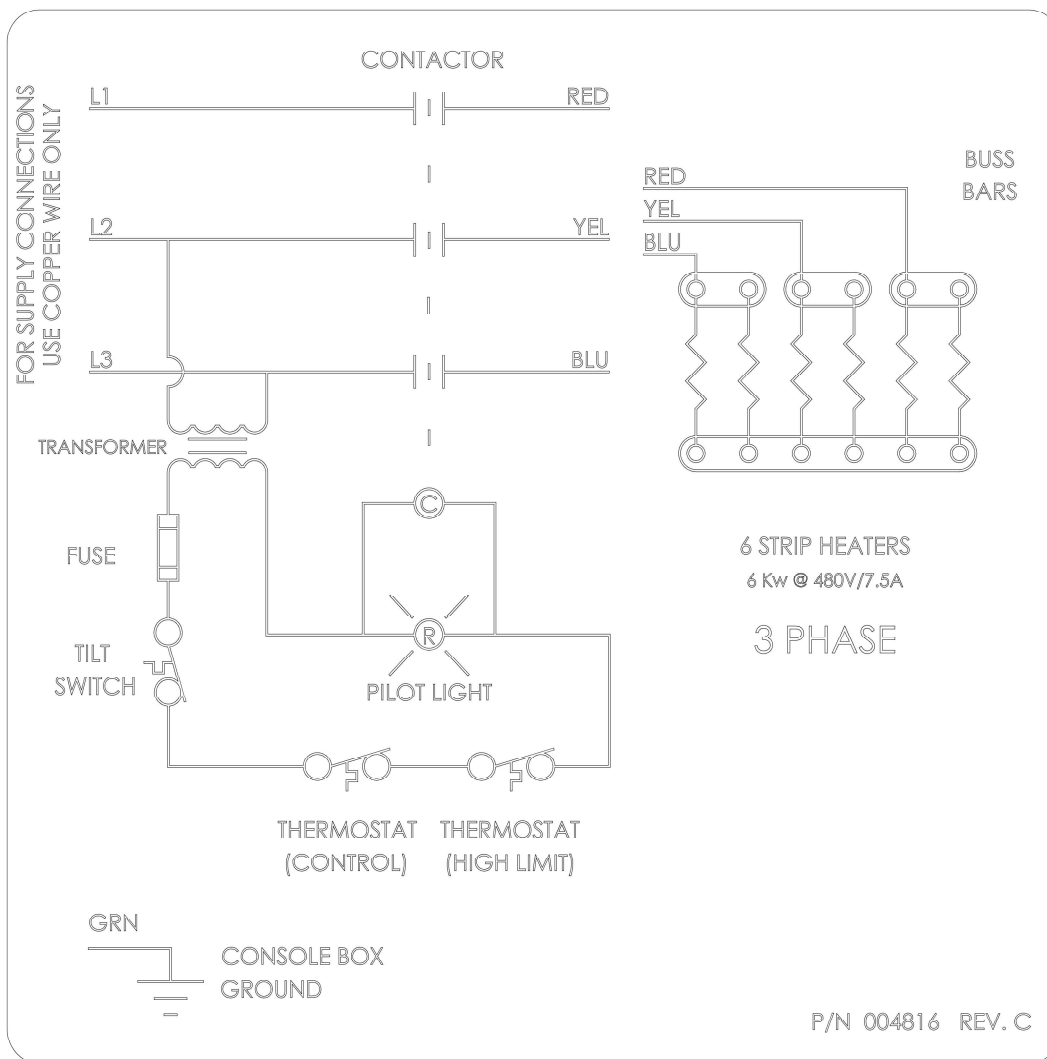 CONTACTOR
FOR SUPPLY CONNECTIONS
USE COPPER WIRE ONLY
L1
RED
L2
YEL
L3
BLU
RED
YEL
BLU
BUSS
BARS
TRANSFORMER
C
FUSE
6 STRIP HEATERS
6 Kw @ 480V/7.5A
3 PHASE
R
TILT
SWITCH
PILOT LIGHT
THERMOSTAT
(CONTROL)
THERMOSTAT
(HIGH LIMIT)
GRN
CONSOLE BOX
GROUND
P/N 004816 REV. C